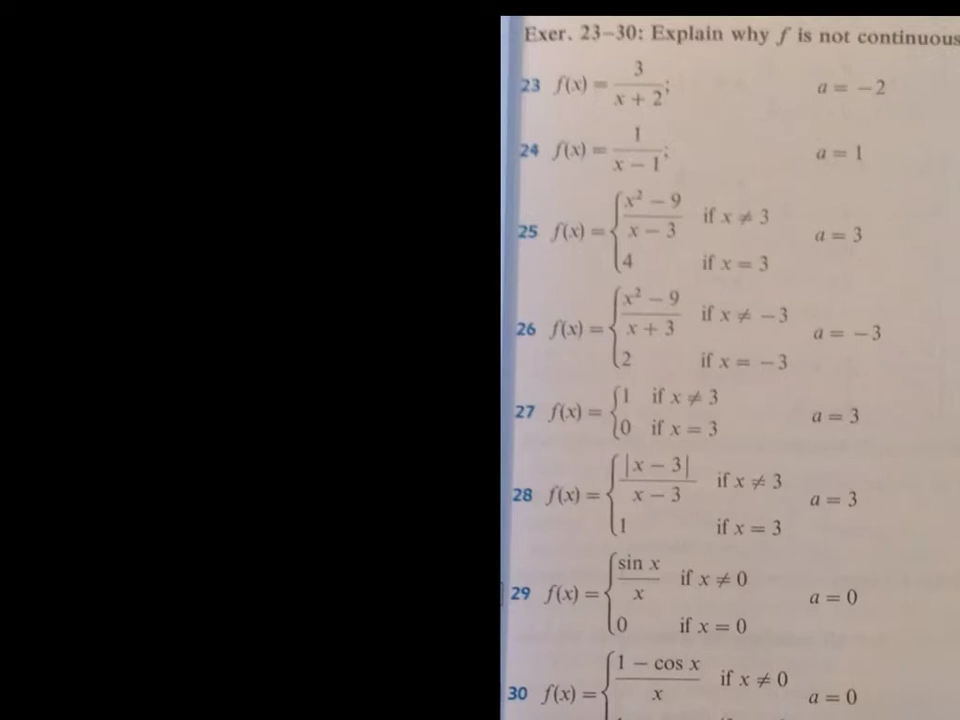 Exer. 23–30: Explain why f is not continuous
23 f(x) = 3/(x + 2); a = −2
24 f(x) = 1/(x − 1); a = 1
25 f(x) = { (x² − 9)/(x − 3) if x ≠ 3
4 if x = 3 a = 3
26 f(x) = { (x² − 9)/(x + 3) if x ≠ −3
2 if x = −3 a = −3
27 f(x) = { 1 if x ≠ 3
0 if x = 3 a = 3
28 f(x) = { |x − 3|/(x − 3) if x ≠ 3
1 if x = 3 a = 3
29 f(x) = { sin x/x if x ≠ 0
0 if x = 0 a = 0
30 f(x) = { (1 − cos x)/x if x ≠ 0 a = 0